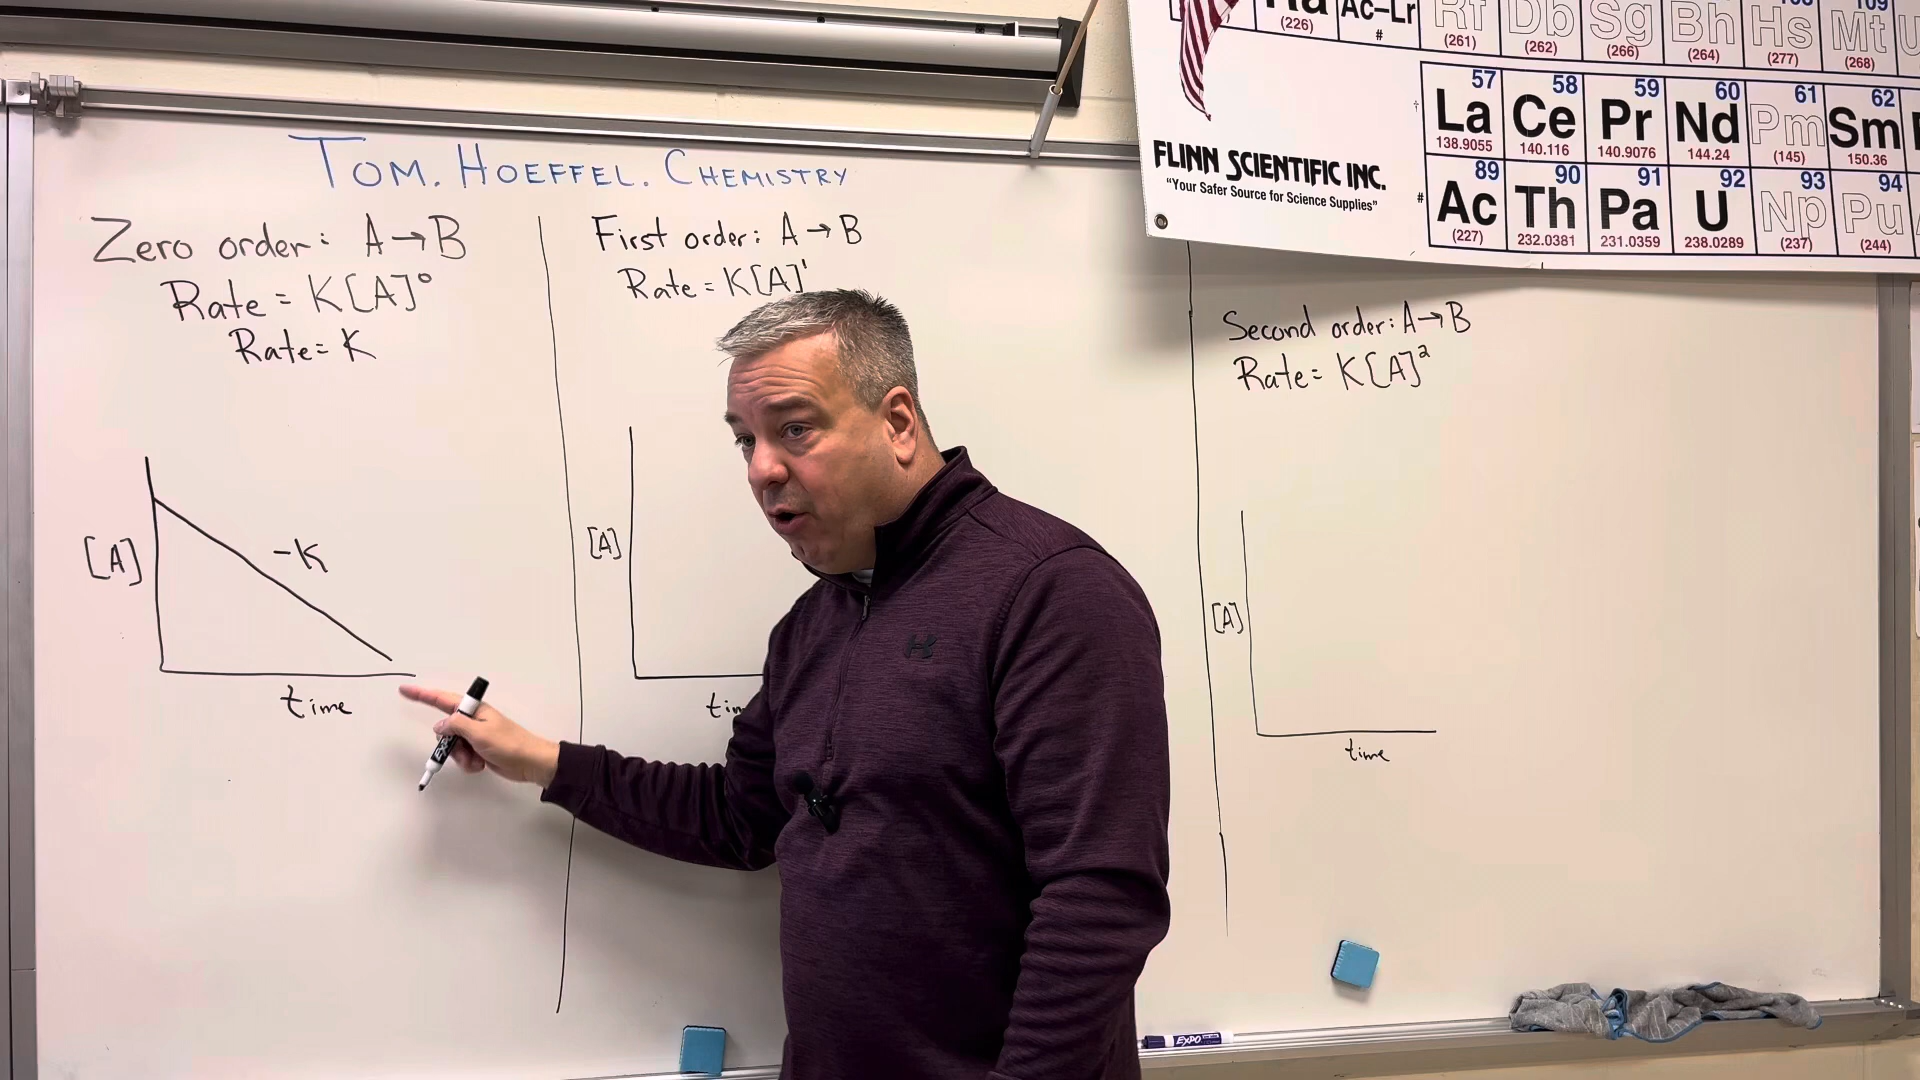 TOM. HOEFFEL. CHEMISTRY
Zero order: A→B
Rate = K[A]⁰
Rate = K
[A]
-K
time
First order: A→B
Rate = K[A]¹
[A]
Second order: A→B
Rate = K[A]²
[A]
time
Ac–Lr
#
Rf
Db
Sg
Bh
Hs
Mt
109
(226)
(261)
(262)
(266)
(264)
(277)
(268)
57
58
59
60
61
62
La
Ce
Pr
Nd
Pm
Sm
138.9055
140.116
140.9076
144.24
(145)
150.36
89
90
91
92
93
94
#
Ac
Th
Pa
U
Np
Pu
(227)
232.0381
231.0359
238.0289
(237)
(244)
FLINN SCIENTIFIC INC.
"Your Safer Source for Science Supplies"
EXPO
EXPO